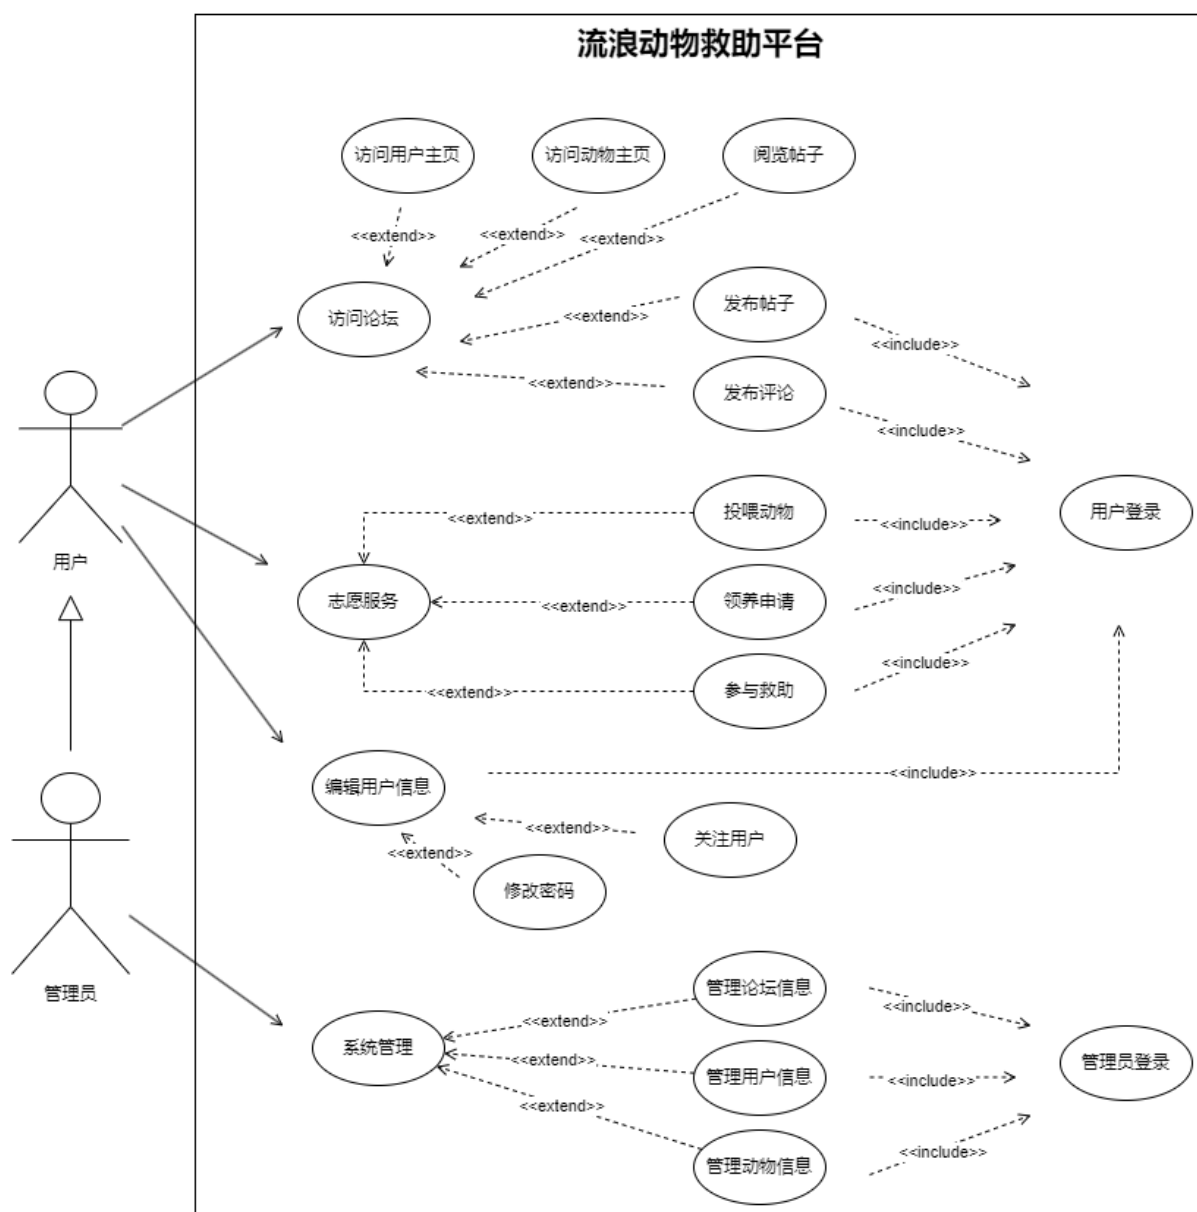 流浪动物救助平台
访问用户主页
访问动物主页
阅览帖子
<<extend>>
<<extend>>
<<extend>>
访问论坛
<<extend>>
发布帖子
<<include>>
<<extend>>
发布评论
<<include>>
用户
<<extend>>
投喂动物
<<include>>
用户登录
志愿服务
<<extend>>
领养申请
<<include>>
<<extend>>
参与救助
<<include>>
编辑用户信息
<<include>>
<<extend>>
关注用户
<<extend>>
修改密码
管理员
管理论坛信息
<<include>>
<<extend>>
系统管理
<<extend>>
管理用户信息
<<include>>
管理员登录
<<extend>>
管理动物信息
<<include>>